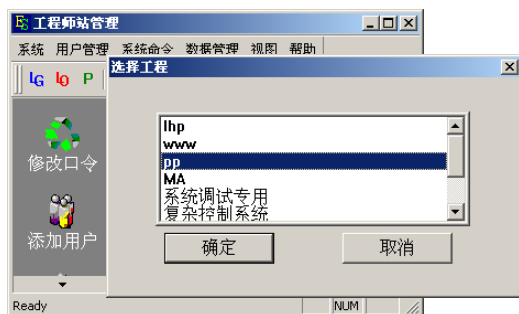 工程师站管理
系统 用户管理 系统命令 数据管理 视图 帮助
选择工程
LG LO P
lhp
www
pp
MA
系统调试专用
复杂控制系统
修改口令
添加用户
确定 取消
Ready NUM